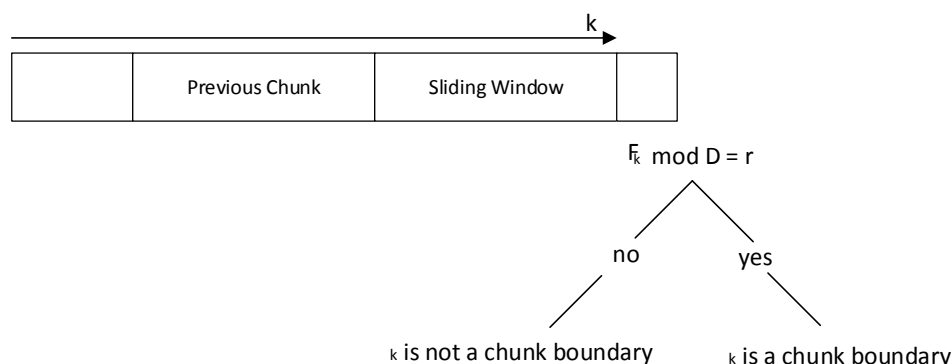 k
Previous Chunk Sliding Window
Fk mod D = r
no yes
k is not a chunk boundary k is a chunk boundary